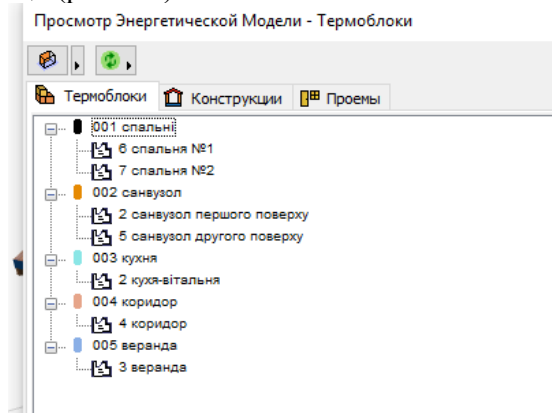 Просмотр Энергетической Модели - Термоблоки
Термоблоки Конструкции Проемы
001 спальні
6 спальня №1
7 спальня №2
002 санвузол
2 санвузол першого поверху
5 санвузол другого поверху
003 кухня
2 кухя-вітальня
004 коридор
4 коридор
005 веранда
3 веранда